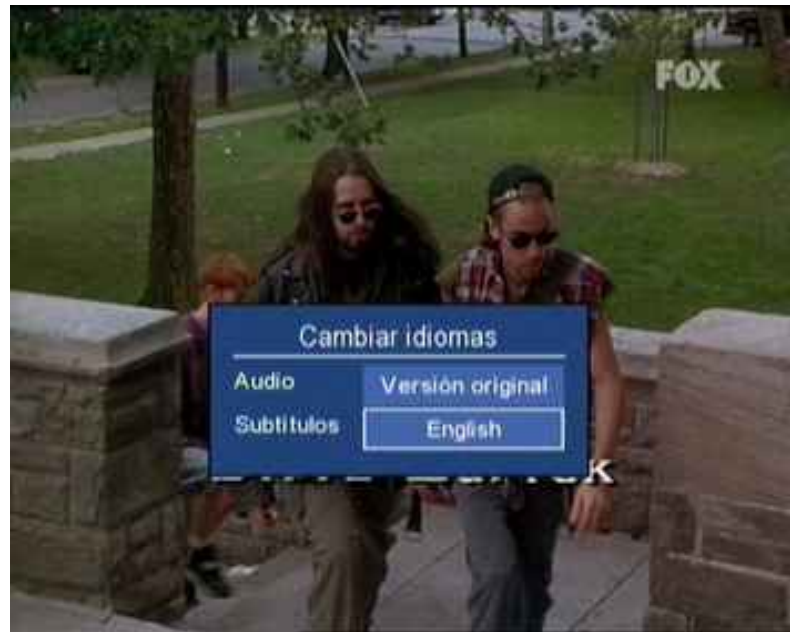 FOX
Cambiar idiomas
Audio
Versión original
Subtítulos
English